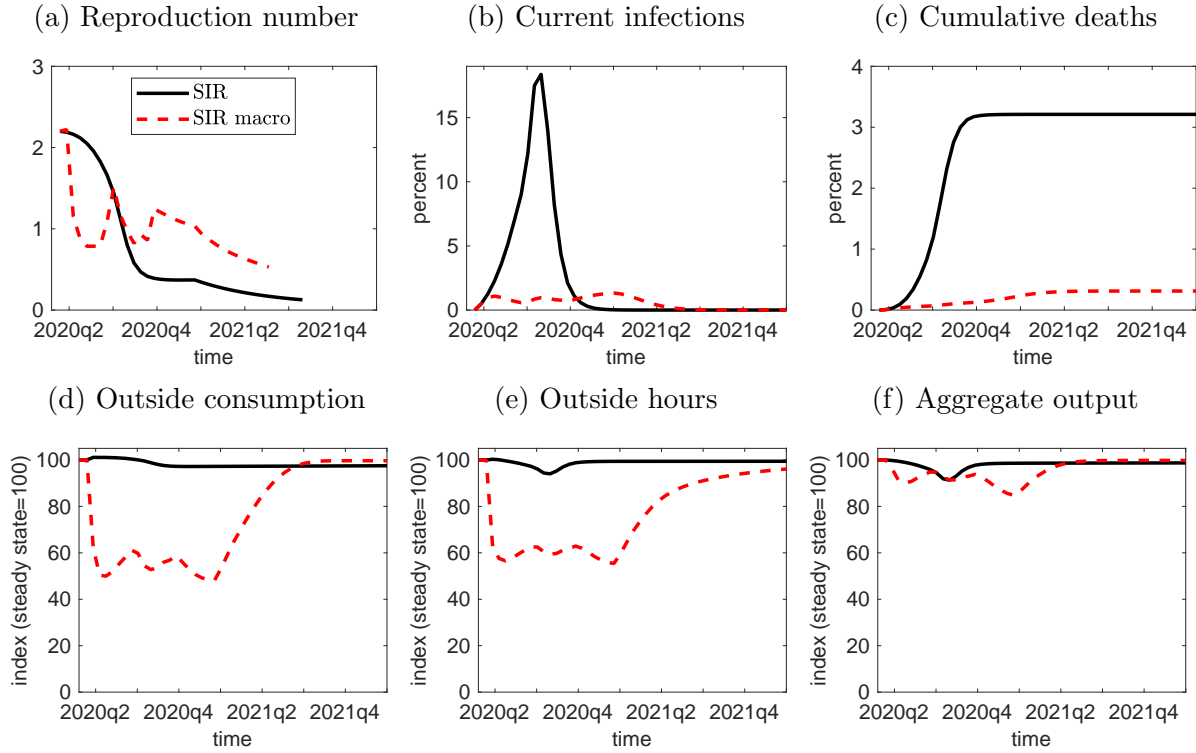 (a) Reproduction number
(b) Current infections
(c) Cumulative deaths
3
2
1
0
SIR
SIR macro
2020q2 2020q4 2021q2 2021q4
time
percent
15
10
5
0
2020q2 2020q4 2021q2 2021q4
time
percent
4
3
2
1
0
2020q2 2020q4 2021q2 2021q4
time
(d) Outside consumption
(e) Outside hours
(f) Aggregate output
index (steady state=100)
100
80
60
40
20
0
2020q2 2020q4 2021q2 2021q4
time
index (steady state=100)
100
80
60
40
20
0
2020q2 2020q4 2021q2 2021q4
time
index (steady state=100)
100
80
60
40
20
0
2020q2 2020q4 2021q2 2021q4
time